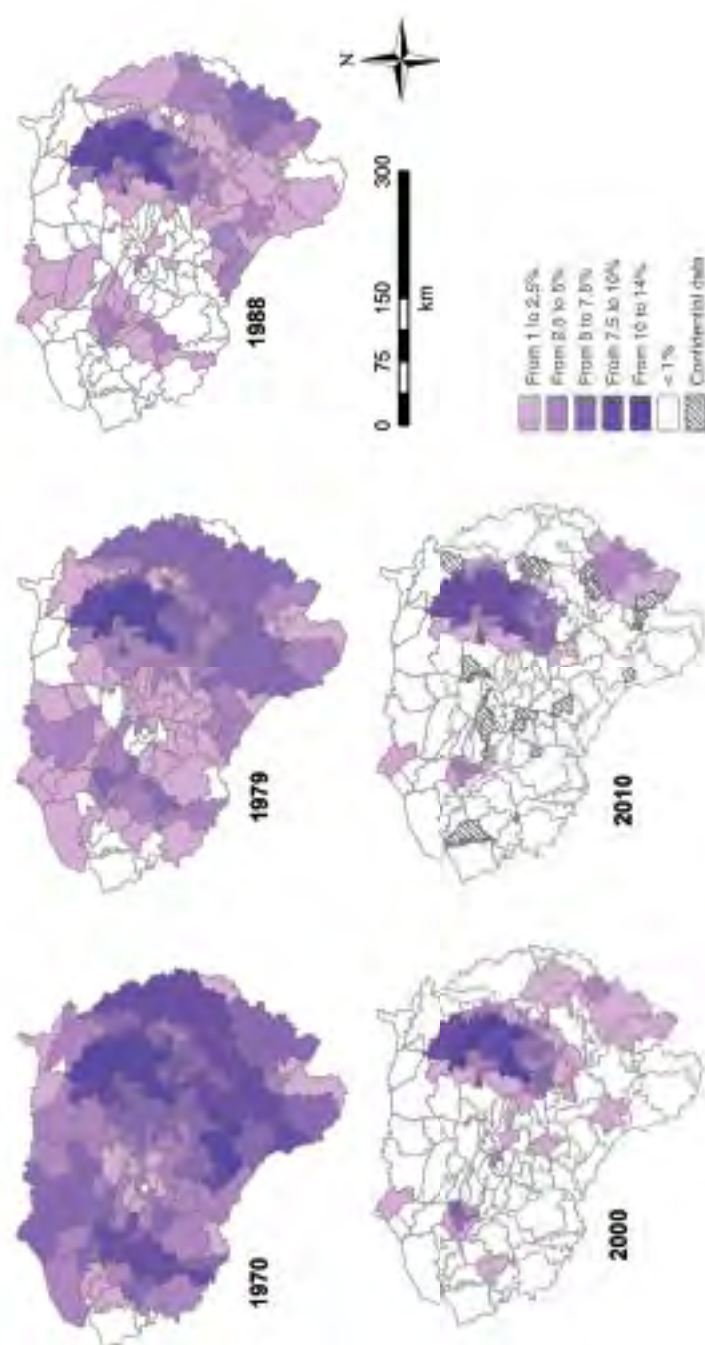 1970
1979
1988
2000
2010
N
0 75 150 300
km
From 1 to 2.5%
From 2.5 to 5%
From 5 to 7.5%
From 7.5 to 10%
From 10 to 14%
< 1%
Confidential data